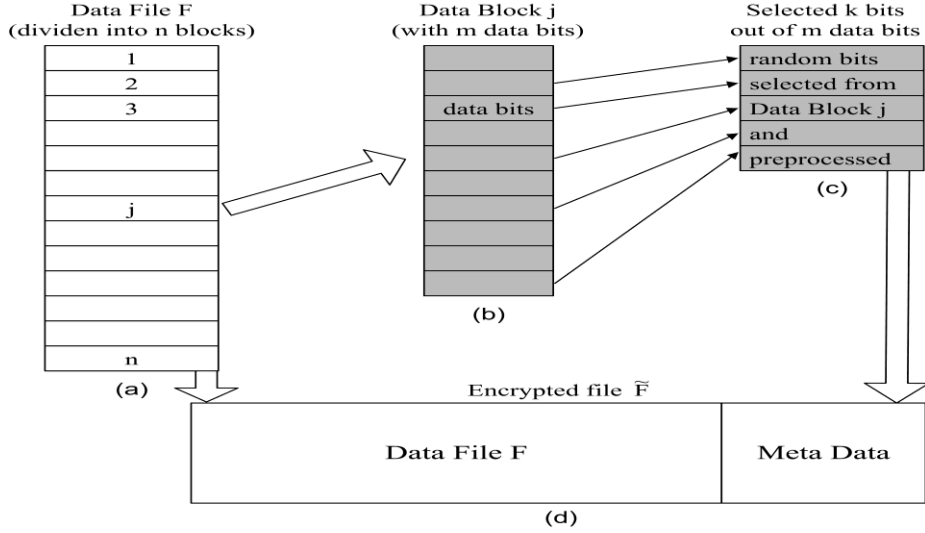 Data File F
(dividen into n blocks)
1
2
3
j
n
(a)
Data Block j
(with m data bits)
data bits
(b)
Selected k bits
out of m data bits
random bits
selected from
Data Block j
and
preprocessed
(c)
Encrypted file F̃
Data File F
Meta Data
(d)